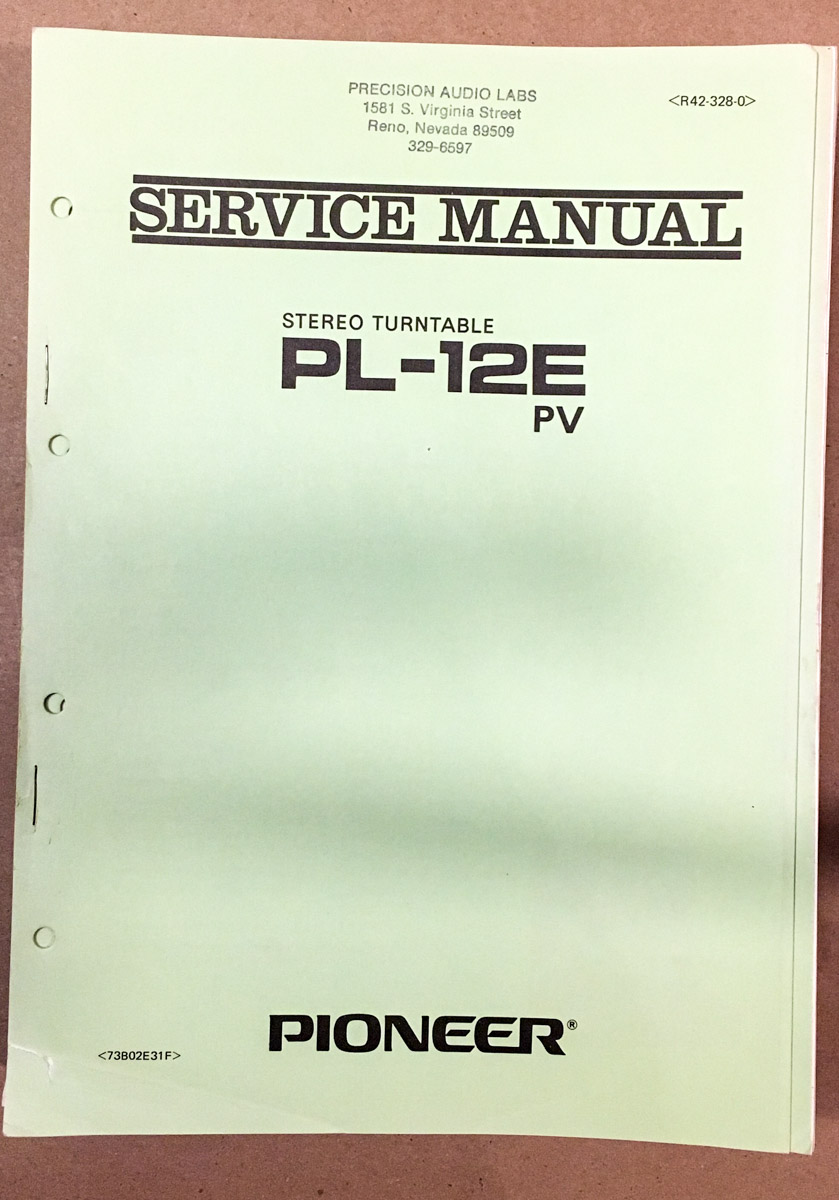 PRECISION AUDIO LABS
1581 S. Virginia Street
Reno, Nevada 89509
329-6597
<R42-328-0>
SERVICE MANUAL
STEREO TURNTABLE
PL-12E
PV
PIONEER®
<73B02E31F>